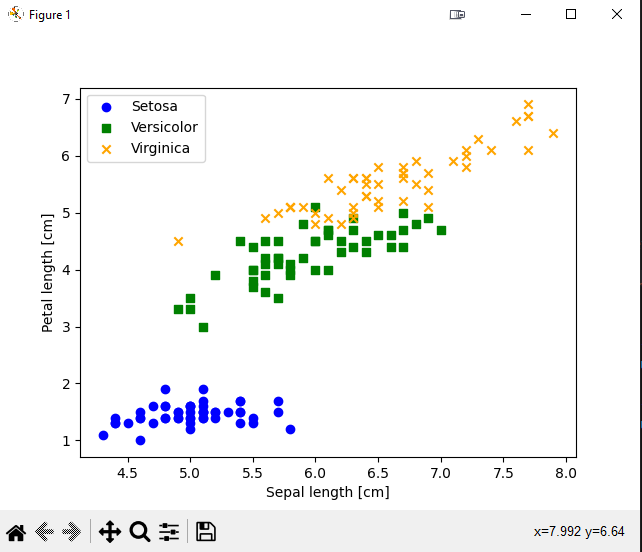 Figure 1
Setosa
Versicolor
Virginica
7
6
5
4
3
2
1
Petal length [cm]
4.5 5.0 5.5 6.0 6.5 7.0 7.5 8.0
Sepal length [cm]
x=7.992 y=6.64